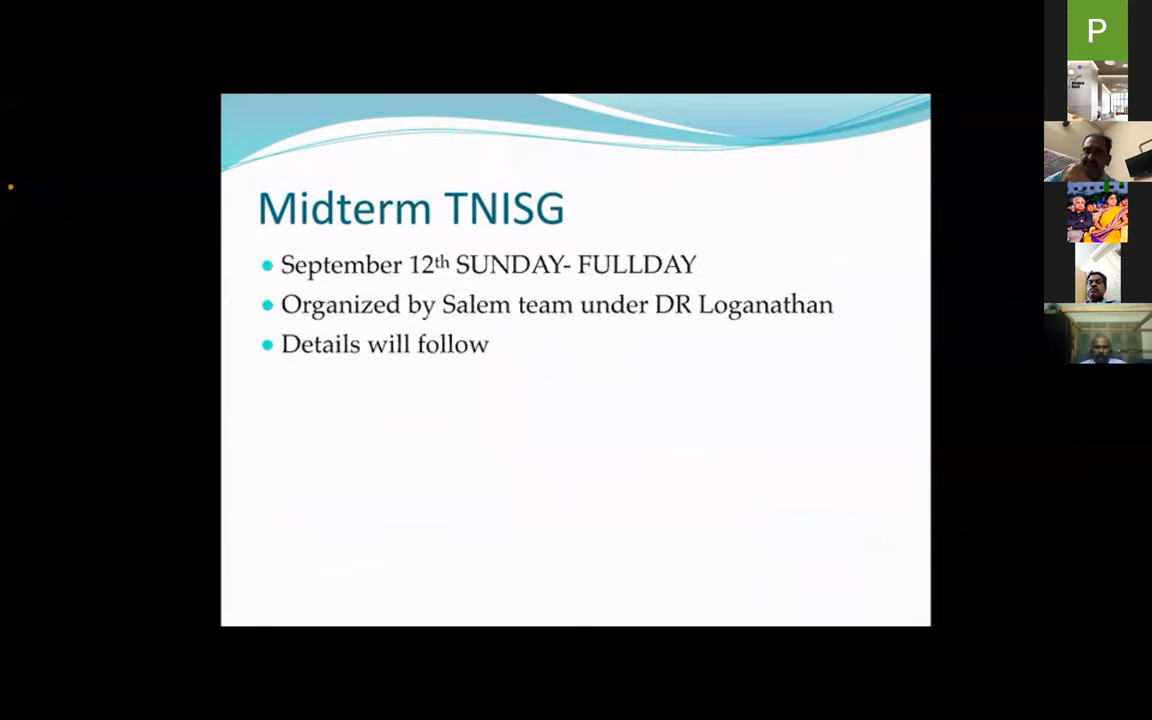 Midterm TNISG
September 12th SUNDAY- FULLDAY
Organized by Salem team under DR Loganathan
Details will follow
P